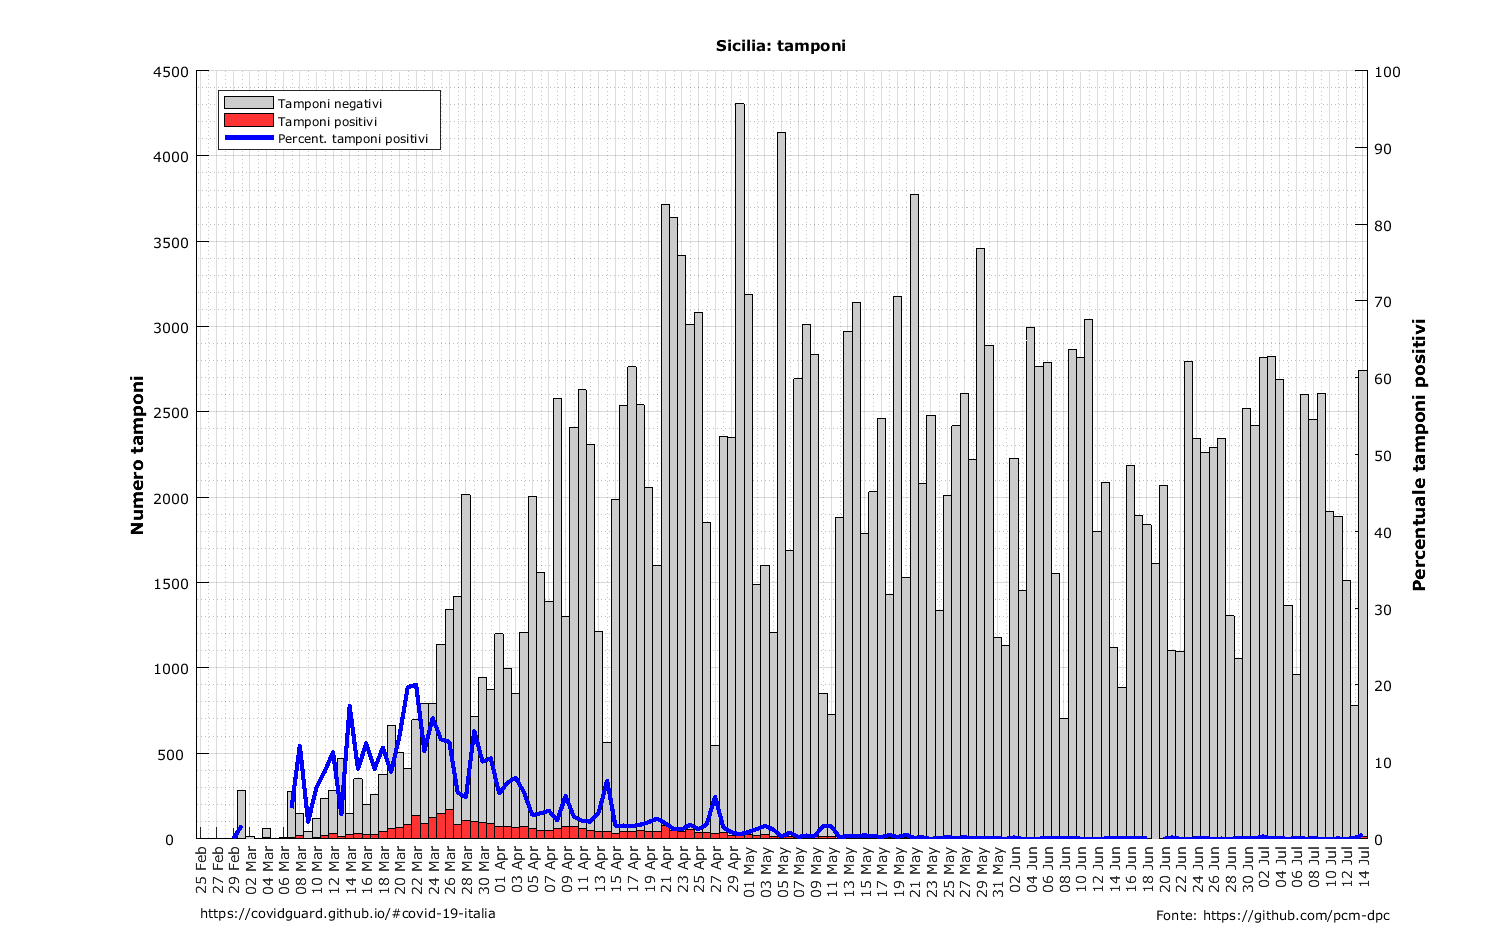 Sicilia: tamponi
4500
4000
3500
3000
2500
2000
1500
1000
500
0
Numero tamponi
Tamponi negativi
Tamponi positivi
Percent. tamponi positivi
100
90
80
70
60
50
40
30
20
10
0
Percentuale tamponi positivi
25 Feb
27 Feb
29 Feb
02 Mar
04 Mar
06 Mar
08 Mar
10 Mar
12 Mar
14 Mar
16 Mar
18 Mar
20 Mar
22 Mar
24 Mar
26 Mar
28 Mar
30 Mar
01 Apr
03 Apr
05 Apr
07 Apr
09 Apr
11 Apr
13 Apr
15 Apr
17 Apr
19 Apr
21 Apr
23 Apr
25 Apr
27 Apr
29 Apr
01 May
03 May
05 May
07 May
09 May
11 May
13 May
15 May
17 May
19 May
21 May
23 May
25 May
27 May
29 May
31 May
02 Jun
04 Jun
06 Jun
08 Jun
10 Jun
12 Jun
14 Jun
16 Jun
18 Jun
20 Jun
22 Jun
24 Jun
26 Jun
28 Jun
30 Jun
02 Jul
04 Jul
06 Jul
08 Jul
10 Jul
12 Jul
14 Jul
https://covidguard.github.io/#covid-19-italia
Fonte: https://github.com/pcm-dpc